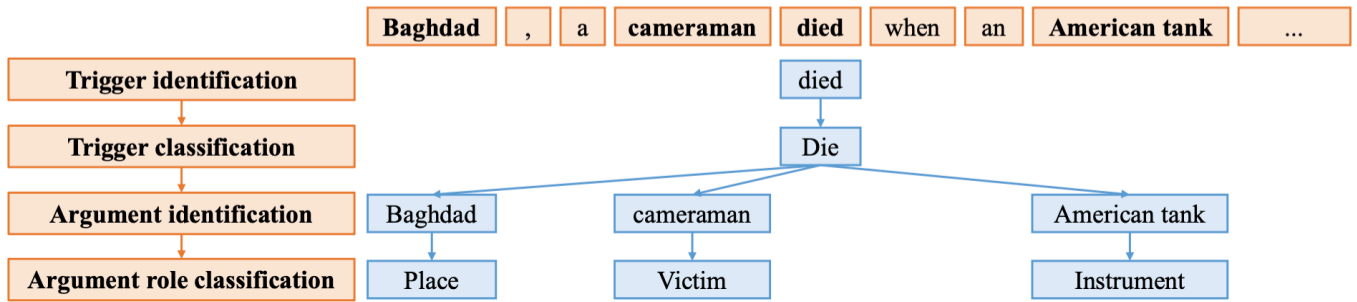 Baghdad , a cameraman died when an American tank ...
Trigger identification died
Trigger classification Die
Argument identification Baghdad cameraman American tank
Argument role classification Place Victim Instrument